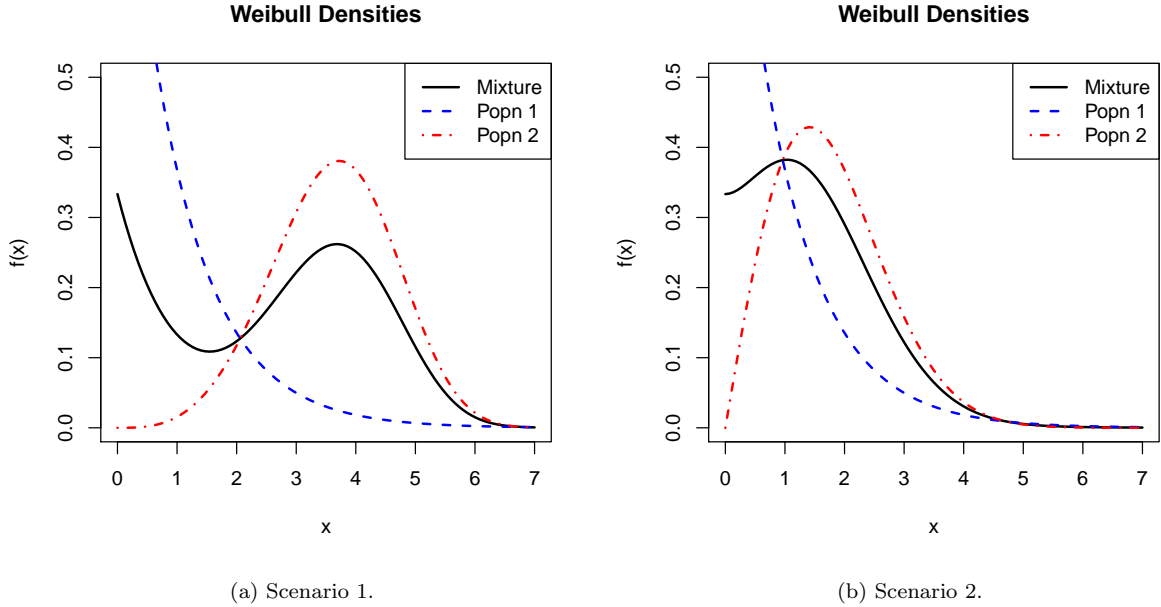 Weibull Densities
0.5
0.4
0.3
0.2
0.1
0.0
f(x)
Mixture
Popn 1
Popn 2
0 1 2 3 4 5 6 7
x
(a) Scenario 1.
Weibull Densities
0.5
0.4
0.3
0.2
0.1
0.0
f(x)
Mixture
Popn 1
Popn 2
0 1 2 3 4 5 6 7
x
(b) Scenario 2.